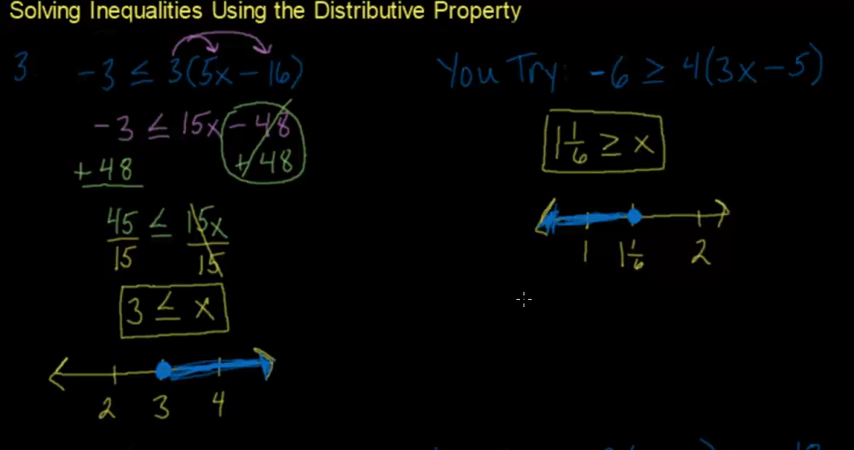 Solving Inequalities Using the Distributive Property
3. -3 ≤ 3(5x - 16)
-3 ≤ 15x - 48
+48 +48
45 ≤ 15x
15 15
3 ≤ x
2 3 4
You Try: -6 ≥ 4(3x - 5)
1 1/6 ≥ x
1 1 1/6 2